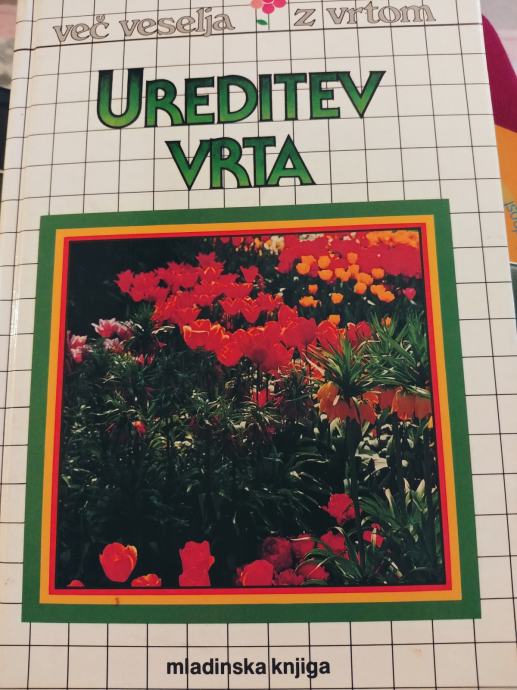 več veselja z vrtom
UREDITEV
VRTA
mladinska knjiga